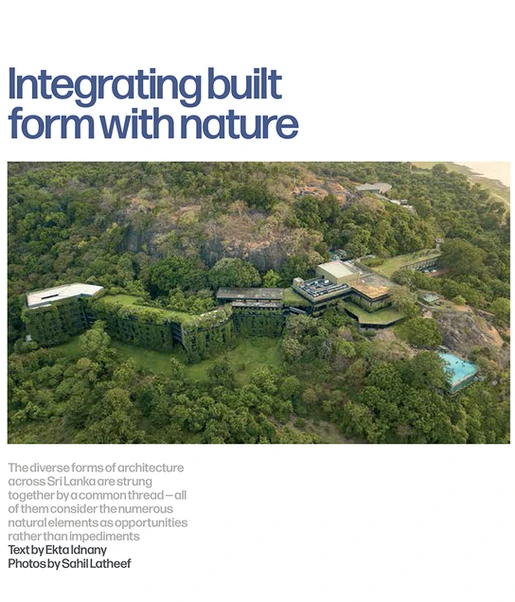 Integrating built
form with nature
The diverse forms of architecture
across Sri Lanka are strung
together by a common thread — all
of them consider the numerous
natural elements as opportunities
rather than impediments
Text by Ekta Idnany
Photos by Sahil Latheef